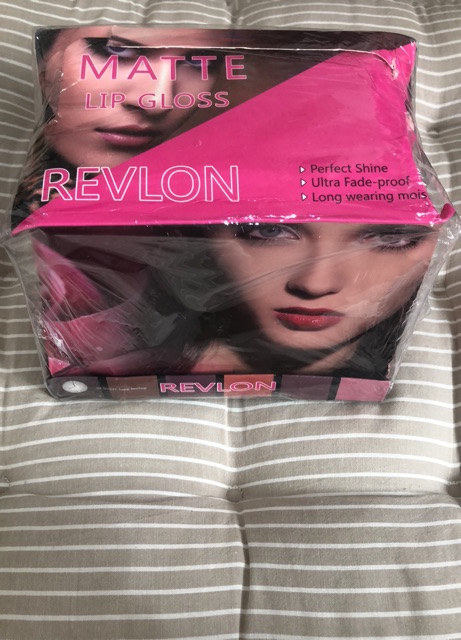 MATTE
LIP GLOSS
REVLON
Perfect Shine
Ultra Fade-proof
Long wearing mois
REVLON